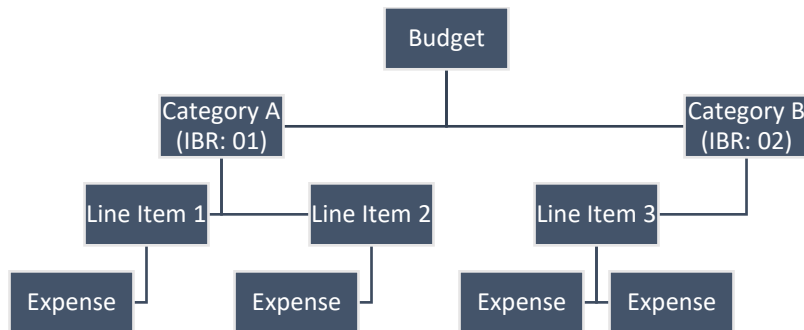 Budget
Category A
(IBR: 01)
Category B
(IBR: 02)
Line Item 1
Line Item 2
Line Item 3
Expense
Expense
Expense
Expense